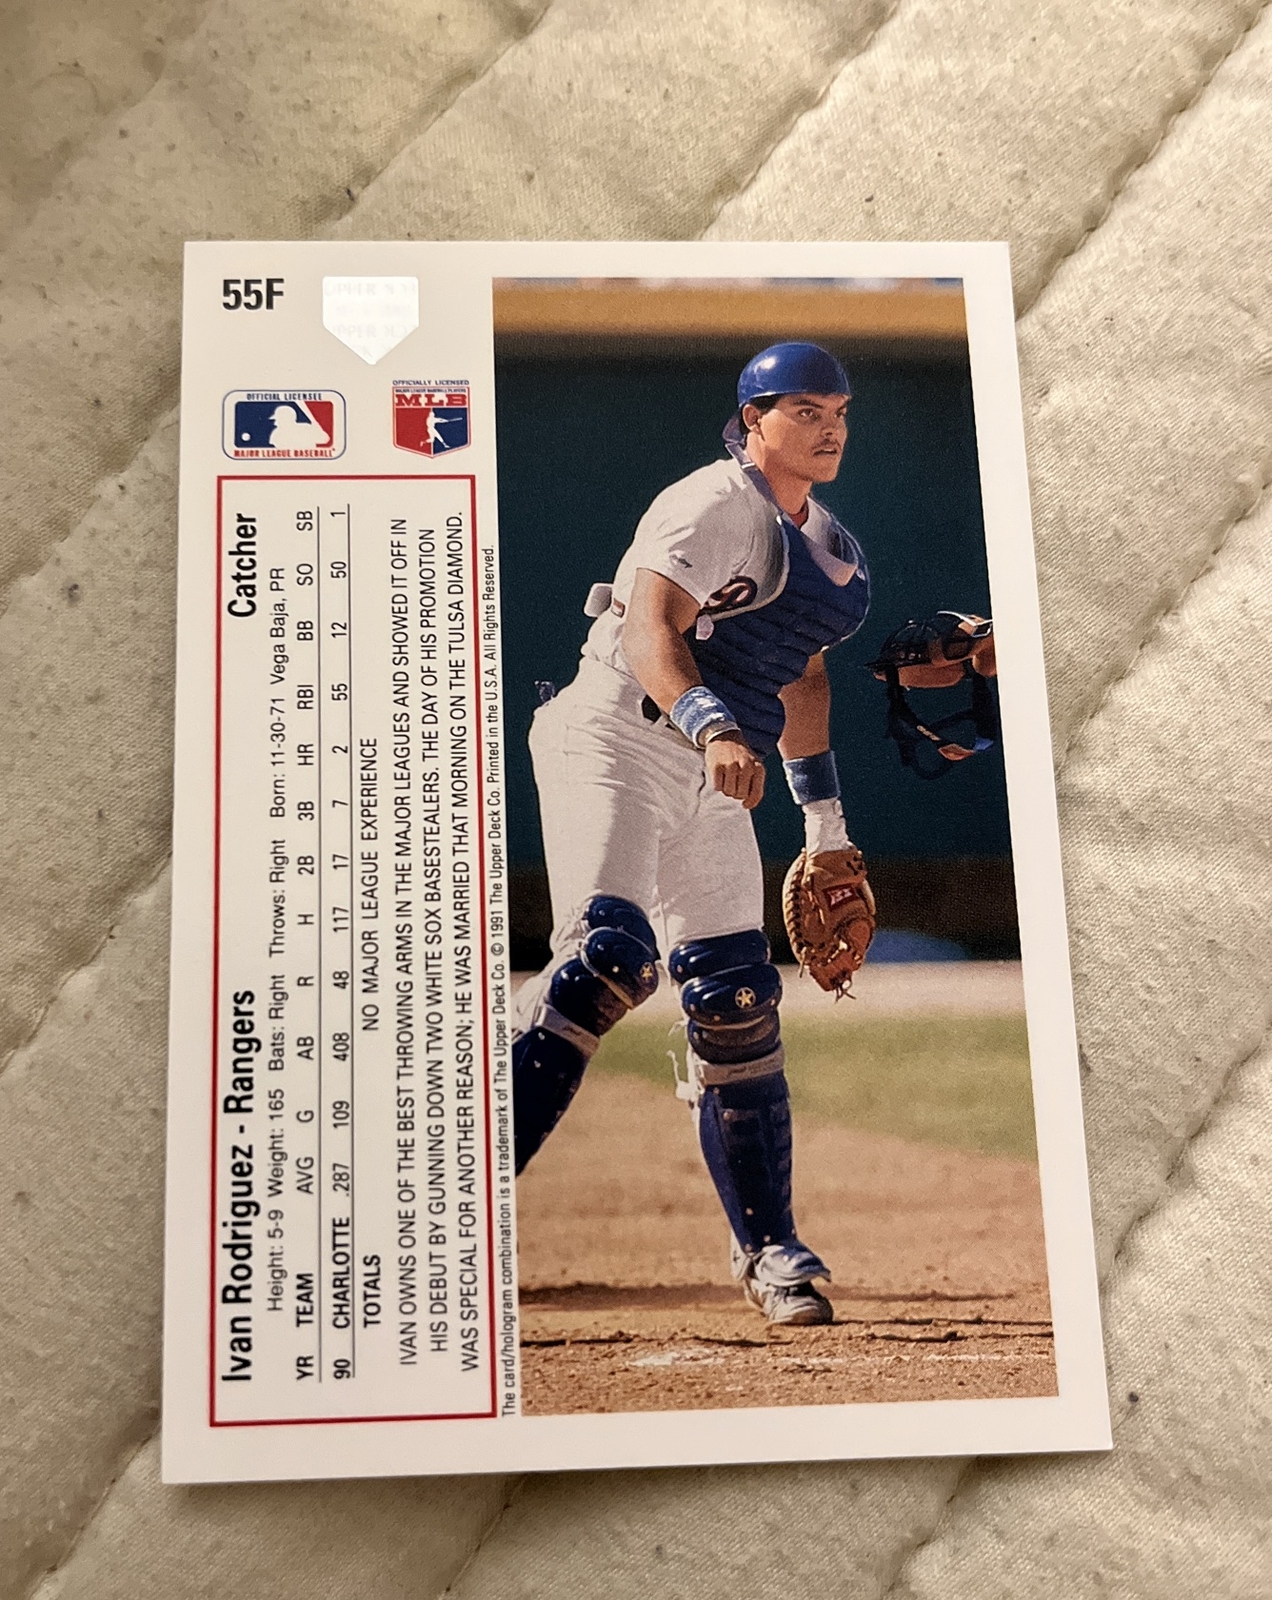 55F
OFFICIAL LICENSEE
MAJOR LEAGUE BASEBALL
OFFICIALLY LICENSED
MAJOR LEAGUE BASEBALL PLAYERS
MLB
Ivan Rodriguez - Rangers Catcher
Height: 5-9 Weight: 165 Bats: Right Throws: Right Born: 11-30-71 Vega Baja, PR
YR TEAM AVG G AB R H 2B 3B HR RBI BB SO SB
90 CHARLOTTE .287 109 408 48 117 17 7 2 55 12 50 1
TOTALS NO MAJOR LEAGUE EXPERIENCE
IVAN OWNS ONE OF THE BEST THROWING ARMS IN THE MAJOR LEAGUES AND SHOWED IT OFF IN
HIS DEBUT BY GUNNING DOWN TWO WHITE SOX BASESTEALERS. THE DAY OF HIS PROMOTION
WAS SPECIAL FOR ANOTHER REASON; HE WAS MARRIED THAT MORNING ON THE TULSA DIAMOND.
The card/hologram combination is a trademark of The Upper Deck Co. © 1991 The Upper Deck Co. Printed in the U.S.A. All Rights Reserved.